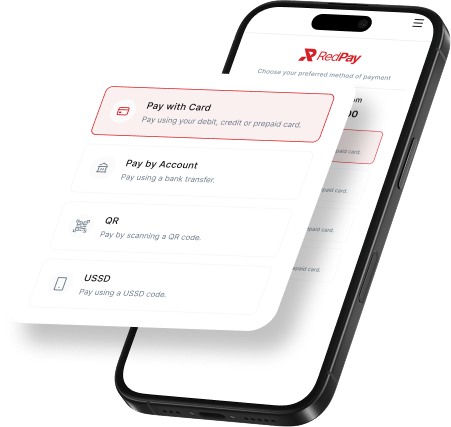 RedPay
Choose your preferred method of payment
Pay with Card
Pay using your debit, credit or prepaid card.
Pay by Account
Pay using a bank transfer.
QR
Pay by scanning a QR code.
USSD
Pay using a USSD code.
om
00
paid card.
paid card.
paid card.
paid card.